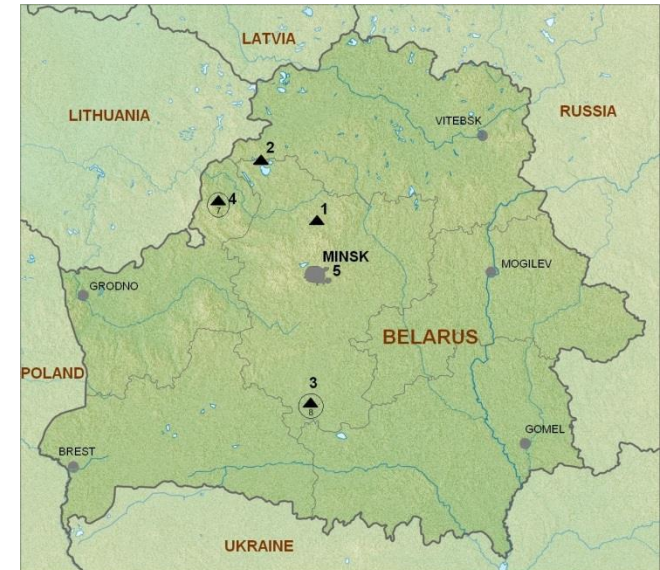 LATVIA
LITHUANIA
RUSSIA
VITEBSK
2
4
7
1
MINSK
5
MOGILEV
GRODNO
BELARUS
POLAND
3
8
GOMEL
BREST
UKRAINE